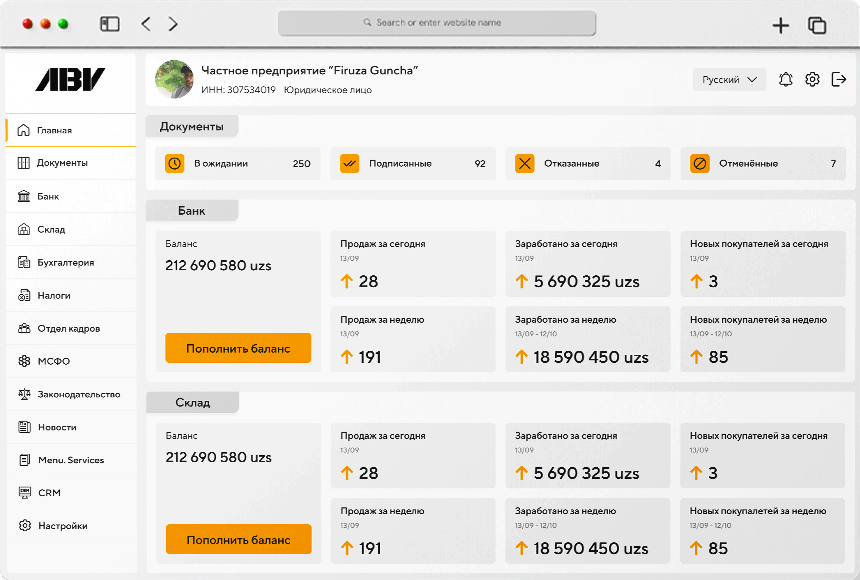 Search or enter website name
ABV
Частное предприятие “Firuza Guncha”
ИНН: 307534019 Юридическое лицо
Русский
Главная
Документы
Банк
Склад
Бухгалтерия
Налоги
Отдел кадров
МСФО
Законодательство
Новости
Menu. Services
CRM
Настройки
Документы
В ожидании 250
Подписанные 92
Отказанные 4
Отменённые 7
Банк
Баланс
212 690 580 uzs
Пополнить баланс
Продаж за сегодня
13/09
28
Заработано за сегодня
13/09
5 690 325 uzs
Новых покупателей за сегодня
13/09
3
Продаж за неделю
13/09
191
Заработано за неделю
13/09 - 12/10
18 590 450 uzs
Новых покупалетей за неделю
13/09 - 12/10
85
Склад
Баланс
212 690 580 uzs
Пополнить баланс
Продаж за сегодня
13/09
28
Заработано за сегодня
13/09
5 690 325 uzs
Новых покупателей за сегодня
13/09
3
Продаж за неделю
13/09
191
Заработано за неделю
13/09 - 12/10
18 590 450 uzs
Новых покупалетей за неделю
13/09 - 12/10
85